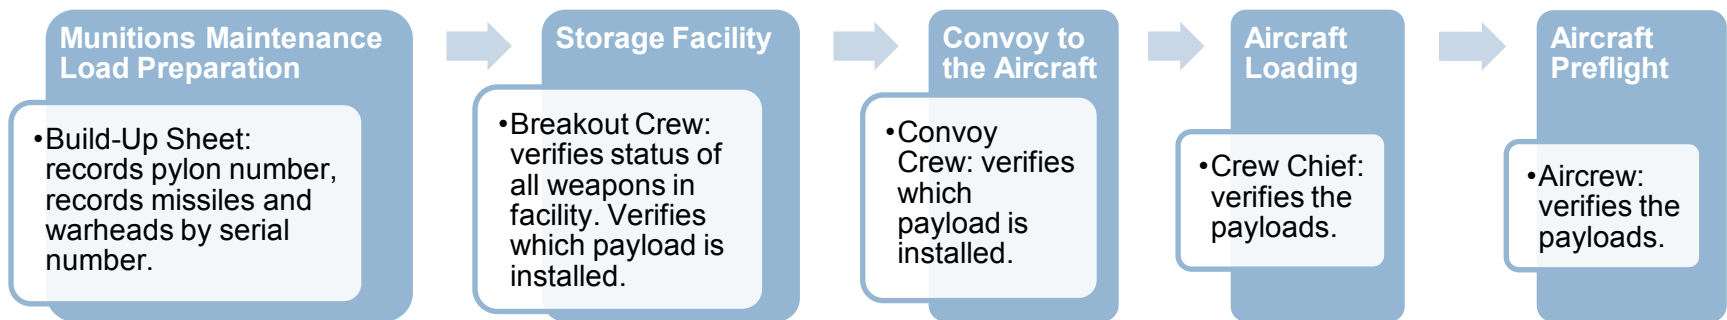 Munitions Maintenance
Load Preparation
•Build-Up Sheet:
records pylon number,
records missiles and
warheads by serial
number.
Storage Facility
•Breakout Crew:
verifies status of
all weapons in
facility. Verifies
which payload is
installed.
Convoy to
the Aircraft
•Convoy
Crew: verifies
which
payload is
installed.
Aircraft
Loading
•Crew Chief:
verifies the
payloads.
Aircraft
Preflight
•Aircrew:
verifies the
payloads.